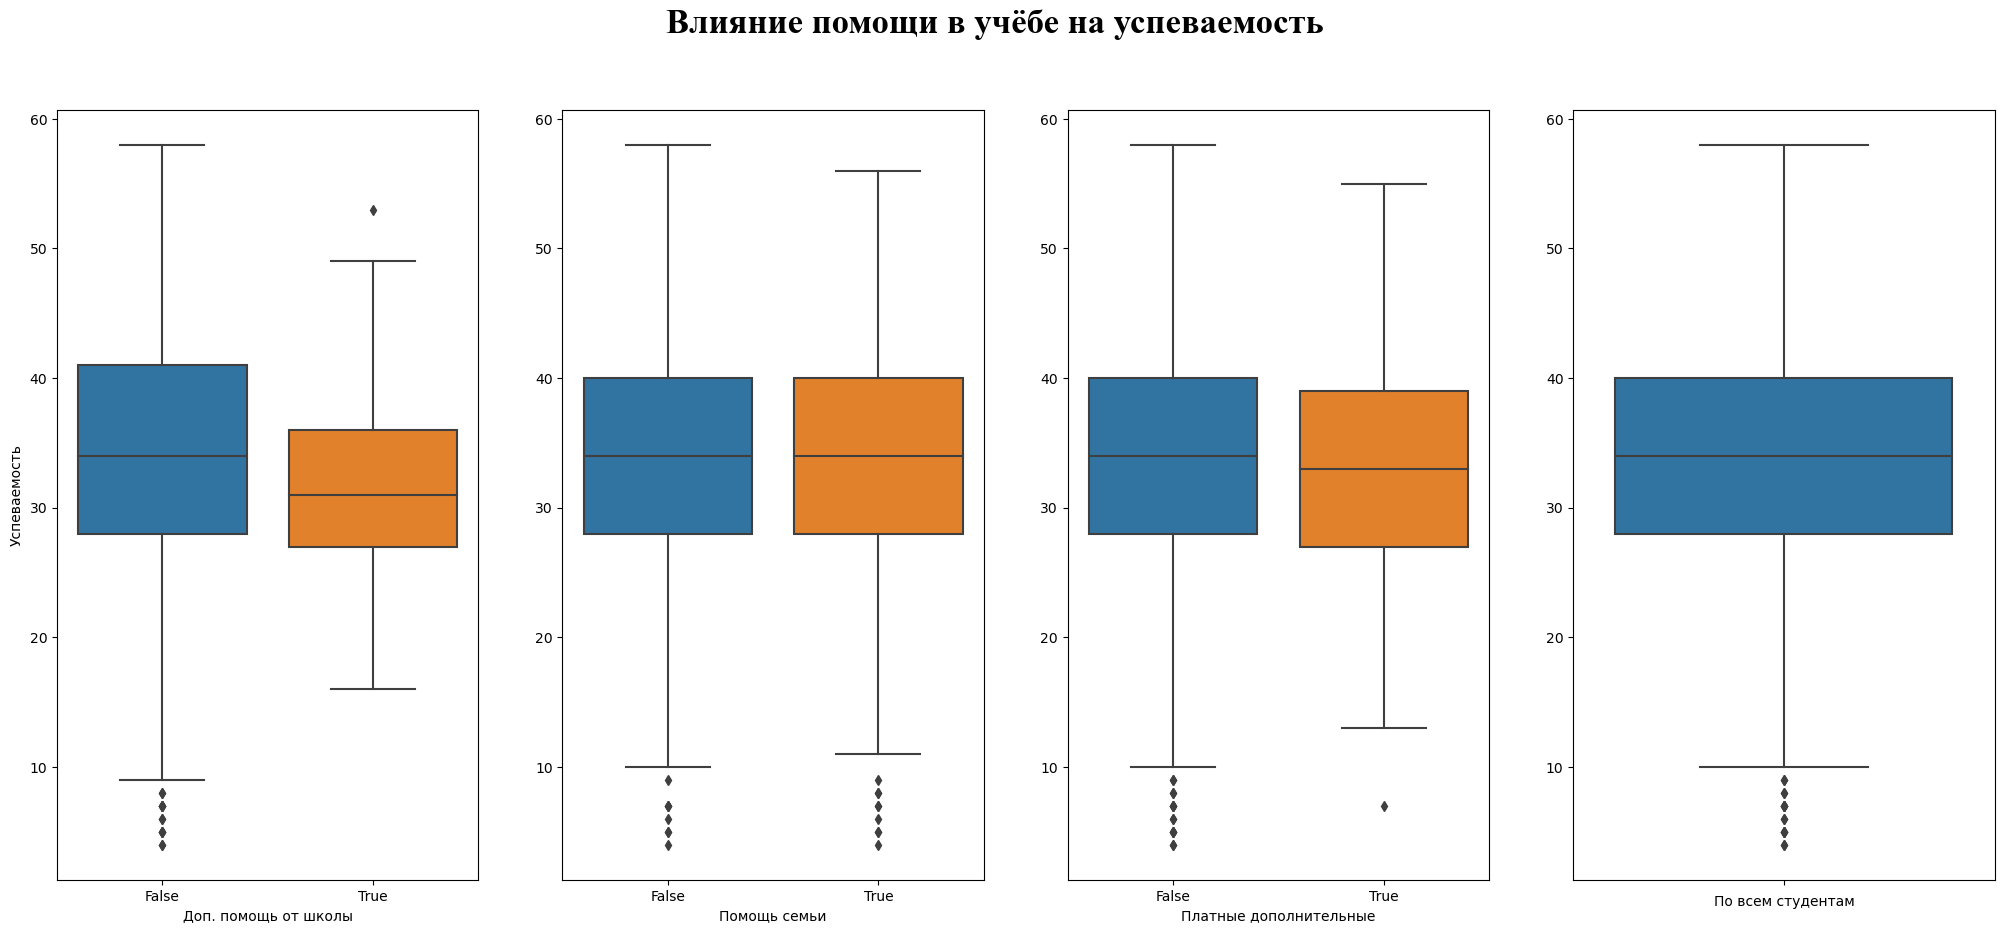 Влияние помощи в учёбе на успеваемость
Успеваемость
60
50
40
30
20
10
False True
Доп. помощь от школы
60
50
40
30
20
10
False True
Помощь семьи
60
50
40
30
20
10
False True
Платные дополнительные
60
50
40
30
20
10
По всем студентам